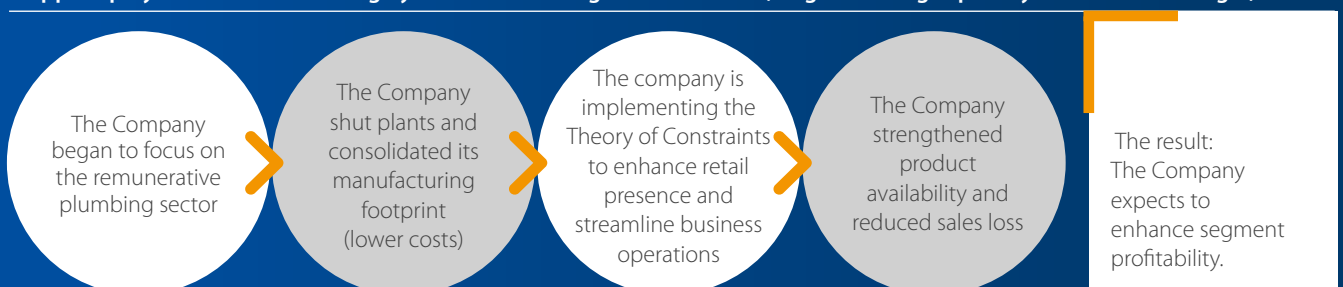 The Company
began to focus on
the remunerative
plumbing sector
The Company
shut plants and
consolidated its
manufacturing
footprint
(lower costs)
The company is
implementing the
Theory of Constraints
to enhance retail
presence and
streamline business
operations
The Company
strengthened
product
availability and
reduced sales loss
The result:
The Company
expects to
enhance segment
profitability.